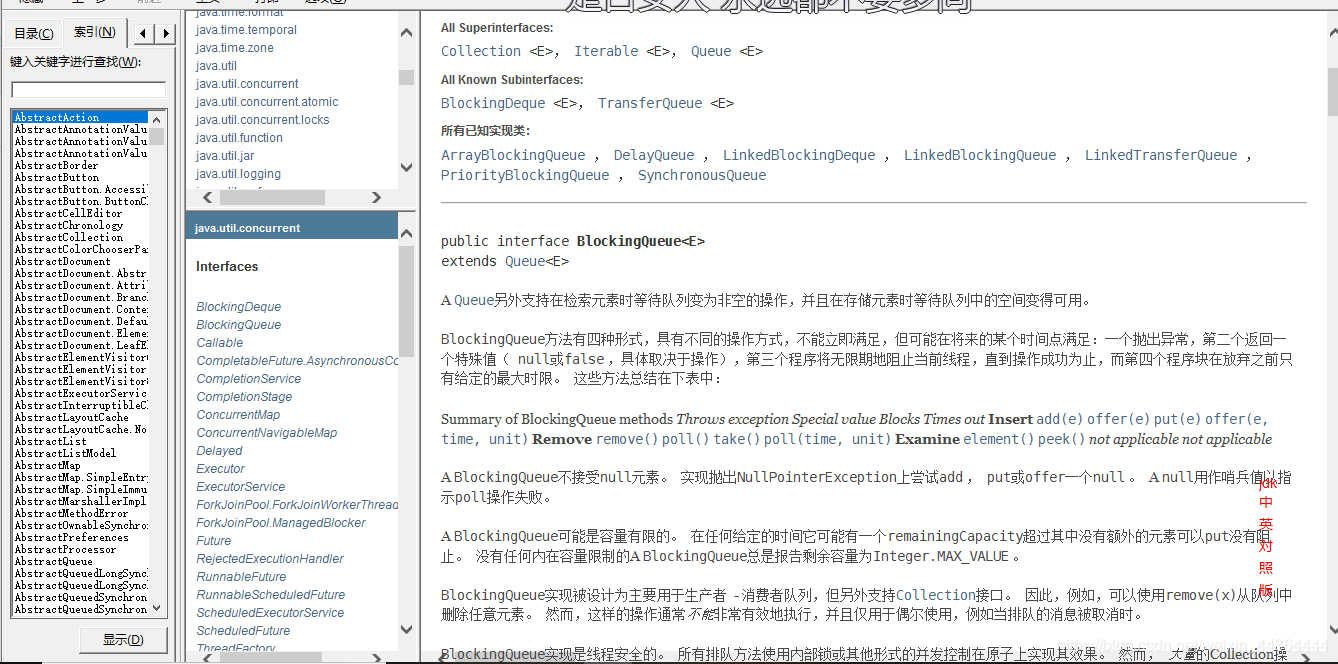 目录(C)
索引(N)
键入关键字进行查找(W):
AbstractAction
AbstractAnnotationValu
AbstractAnnotationValu
AbstractAnnotationValu
AbstractBorder
AbstractButton
AbstractButton.Accessi
AbstractButton.ButtonC
AbstractCellEditor
AbstractChronology
AbstractCollection
AbstractColorChooserPa
AbstractDocument
AbstractDocument.Abstr
AbstractDocument.Attri
AbstractDocument.Branc
AbstractDocument.Conte
AbstractDocument.Defau
AbstractDocument.Eleme
AbstractDocument.LeafE
AbstractElementVisitor
AbstractElementVisitor
AbstractElementVisitor
AbstractExecutorServic
AbstractInterruptibleC
AbstractLayoutCache
AbstractLayoutCache.No
AbstractList
AbstractListModel
AbstractMap
AbstractMap.SimpleEntr
AbstractMap.SimpleImmu
AbstractMarshallerImpl
AbstractMethodError
AbstractOwnableSynchro
AbstractPreferences
AbstractProcessor
AbstractQueue
AbstractQueuedLongSync
AbstractQueuedLongSync
AbstractQueuedSynchron
AbstractQueuedSynchron
显示(D)
java.time.format
java.time.temporal
java.time.zone
java.util
java.util.concurrent
java.util.concurrent.atomic
java.util.concurrent.locks
java.util.function
java.util.jar
java.util.logging
java.util.concurrent
Interfaces
BlockingDeque
BlockingQueue
Callable
CompletableFuture.AsynchronousCo
CompletionService
CompletionStage
ConcurrentMap
ConcurrentNavigableMap
Delayed
Executor
ExecutorService
ForkJoinPool.ForkJoinWorkerThread
ForkJoinPool.ManagedBlocker
Future
RejectedExecutionHandler
RunnableFuture
RunnableScheduledFuture
ScheduledExecutorService
ScheduledFuture
ThreadFactory
All Superinterfaces:
Collection <E>, Iterable <E>, Queue <E>
All Known Subinterfaces:
BlockingDeque <E>, TransferQueue <E>
所有已知实现类:
ArrayBlockingQueue , DelayQueue , LinkedBlockingDeque , LinkedBlockingQueue , LinkedTransferQueue ,
PriorityBlockingQueue , SynchronousQueue
public interface BlockingQueue<E>
extends Queue<E>
A Queue另外支持在检索元素时等待队列变为非空的操作，并且在存储元素时等待队列中的空间变得可用。
BlockingQueue方法有四种形式，具有不同的操作方式，不能立即满足，但可能在将来的某个时间点满足：一个抛出异常，第二个返回一
个特殊值（ null或false ，具体取决于操作），第三个程序将无限期地阻止当前线程，直到操作成功为止，而第四个程序块在放弃之前只
有给定的最大时限。 这些方法总结在下表中：
Summary of BlockingQueue methods Throws exception Special value Blocks Times out Insert add(e) offer(e) put(e) offer(e,
time, unit) Remove remove() poll() take() poll(time, unit) Examine element() peek() not applicable not applicable
A BlockingQueue不接受null元素。 实现抛出NullPointerException上尝试add ， put或offer一个null 。 A null用作哨兵值以指
示poll操作失败。
A BlockingQueue可能是容量有限的。 在任何给定的时间它可能有一个remainingCapacity超过其中没有额外的元素可以put没有阻
止。 没有任何内在容量限制的A BlockingQueue总是报告剩余容量为Integer.MAX_VALUE 。
BlockingQueue实现被设计为主要用于生产者 -消费者队列，但另外支持Collection接口。 因此，例如，可以使用remove(x)从队列中
删除任意元素。 然而，这样的操作通常不能非常有效地执行，并且仅用于偶尔使用，例如当排队的消息被取消时。
BlockingQueue实现是线程安全的。 所有排队方法使用内部锁或其他形式的并发控制在原子上实现其效果。 然而， 大量的Collection操
jdk
中
英
对
照
版